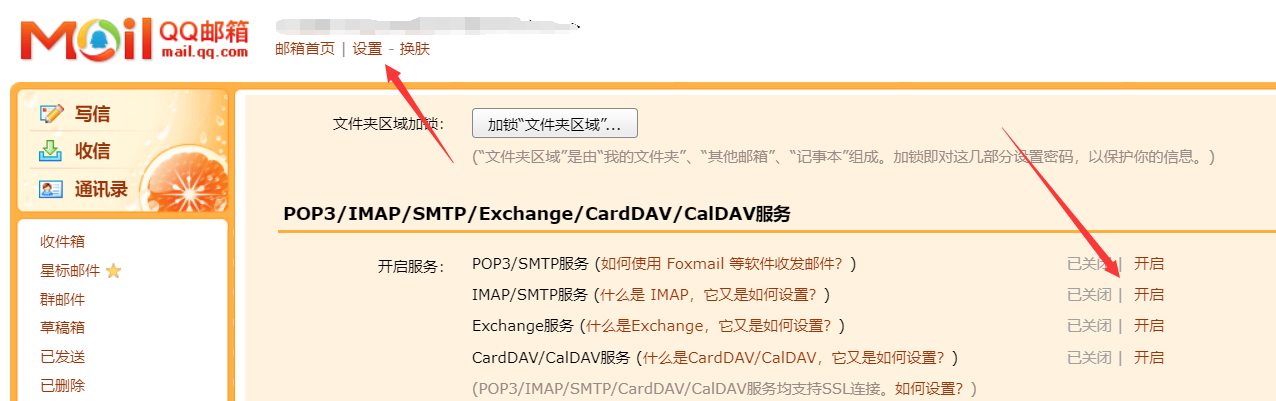 MOil QQ邮箱
mail.qq.com
邮箱首页 | 设置 - 换肤
写信
收信
通讯录
收件箱
星标邮件
群邮件
草稿箱
已发送
已删除
文件夹区域加锁: 加锁“文件夹区域”...
(“文件夹区域”是由“我的文件夹”、“其他邮箱”、“记事本”组成。加锁即对这几部分设置密码，以保护你的信息。)
POP3/IMAP/SMTP/Exchange/CardDAV/CalDAV服务
开启服务: POP3/SMTP服务 (如何使用 Foxmail 等软件收发邮件？) 已关闭 | 开启
IMAP/SMTP服务 (什么是 IMAP，它又是如何设置？) 已关闭 | 开启
Exchange服务 (什么是Exchange，它又是如何设置？) 已关闭 | 开启
CardDAV/CalDAV服务 (什么是CardDAV/CalDAV，它又是如何设置？) 已关闭 | 开启
(POP3/IMAP/SMTP/CardDAV/CalDAV服务均支持SSL连接。如何设置？)